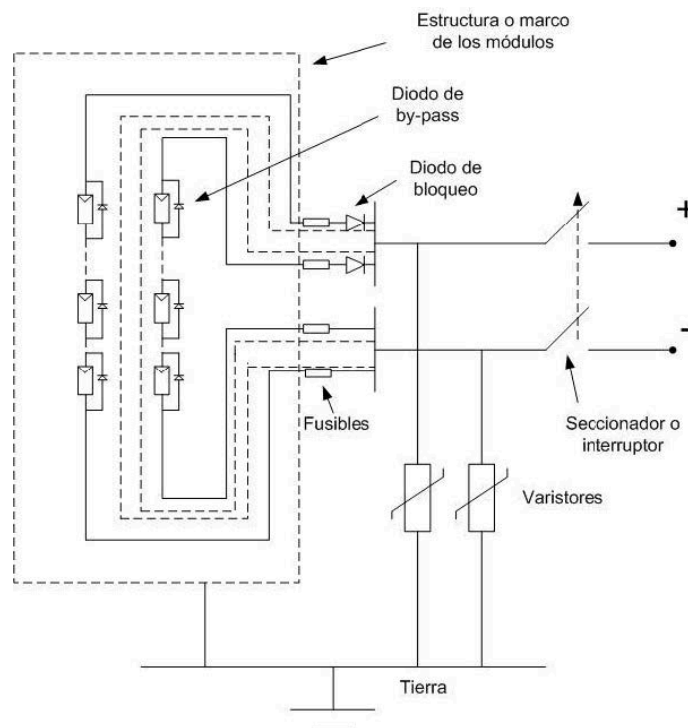 Estructura o marco
de los módulos
Diodo de
by-pass
Diodo de
bloqueo
+
-
Fusibles
Seccionador o
interruptor
Varistores
Tierra